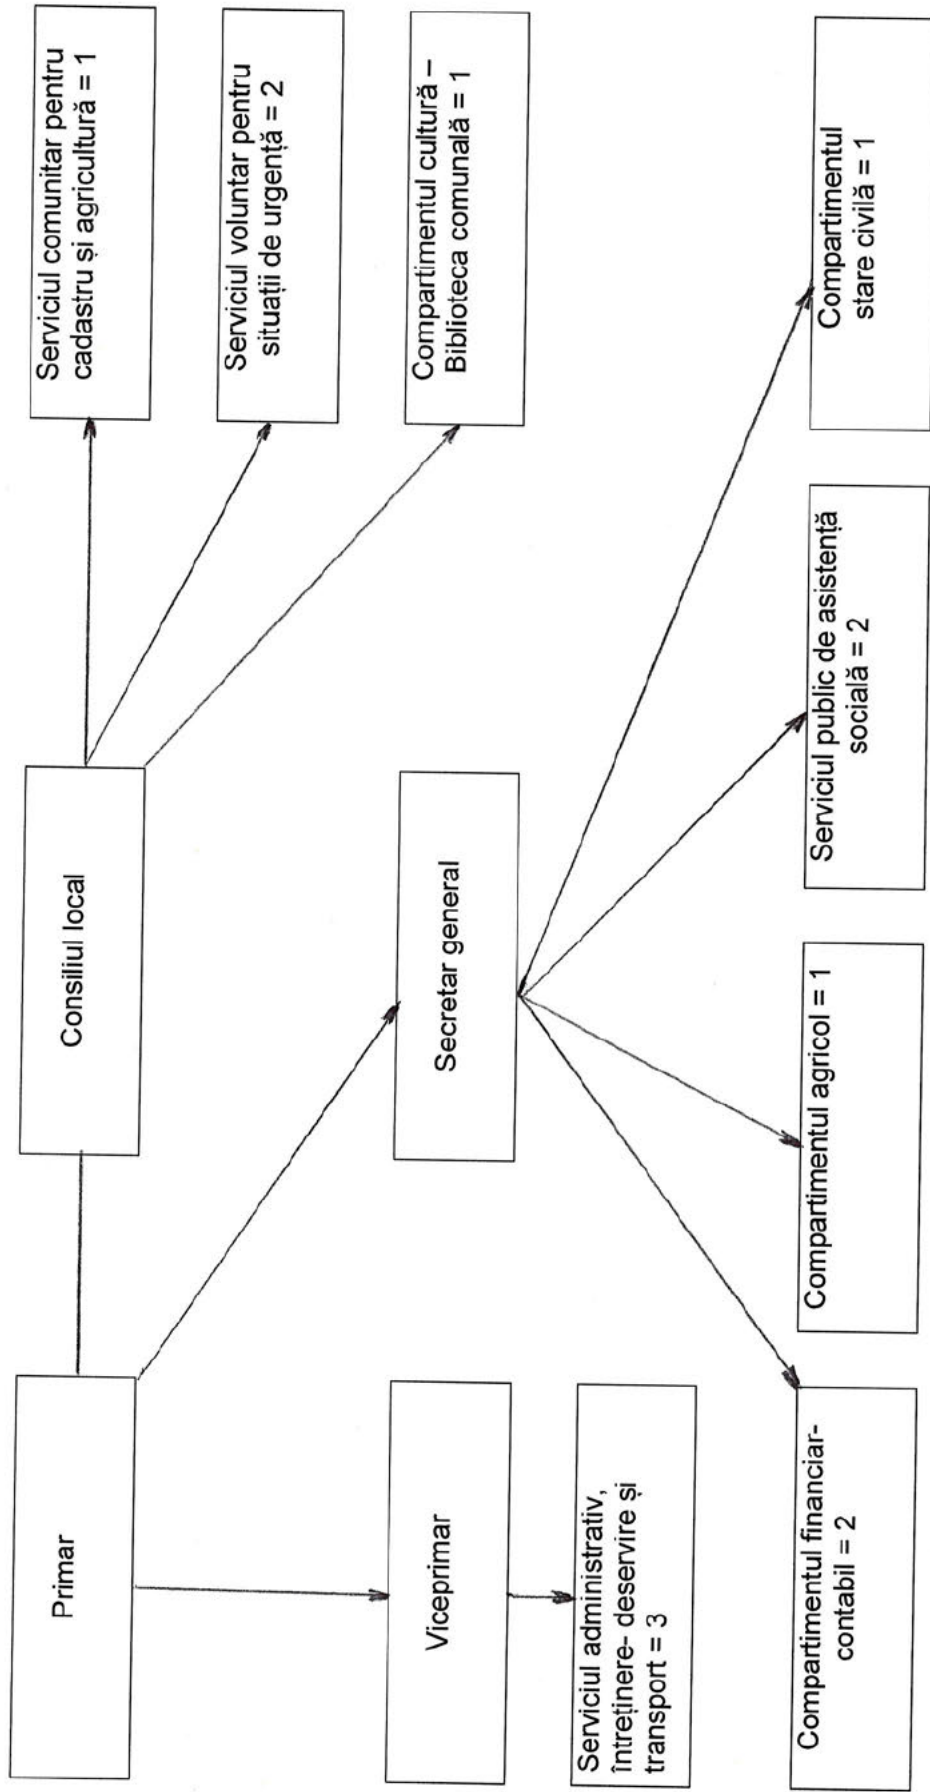 Primar
Consiliul local
Serviciul comunitar pentru
cadastru și agricultură = 1
Serviciul voluntar pentru
situații de urgență = 2
Compartimentul cultură –
Biblioteca comunală = 1
Viceprimar
Secretar general
Serviciul administrativ,
întreținere- deservire și
transport = 3
Compartimentul financiar-
contabil = 2
Compartimentul agricol = 1
Serviciul public de asistență
socială = 2
Compartimentul
stare civilă = 1